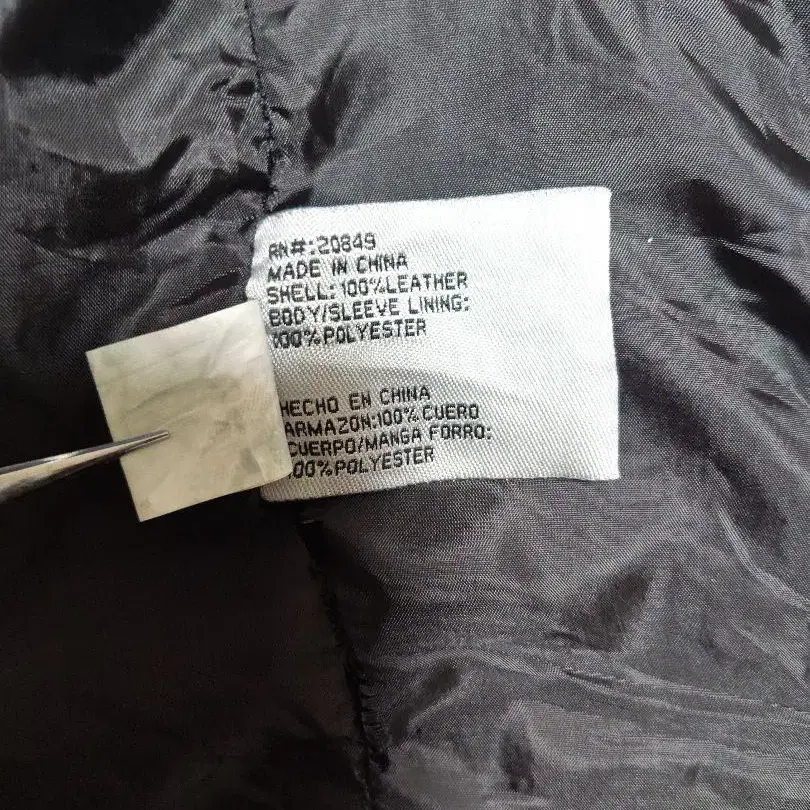 RN#:20849
MADE IN CHINA
SHELL: 100%LEATHER
BODY/SLEEVE LINING:
100%POLYESTER
HECHO EN CHINA
ARMAZON:100% CUERO
CUERPO/MANGA FORRO:
100%POLYESTER